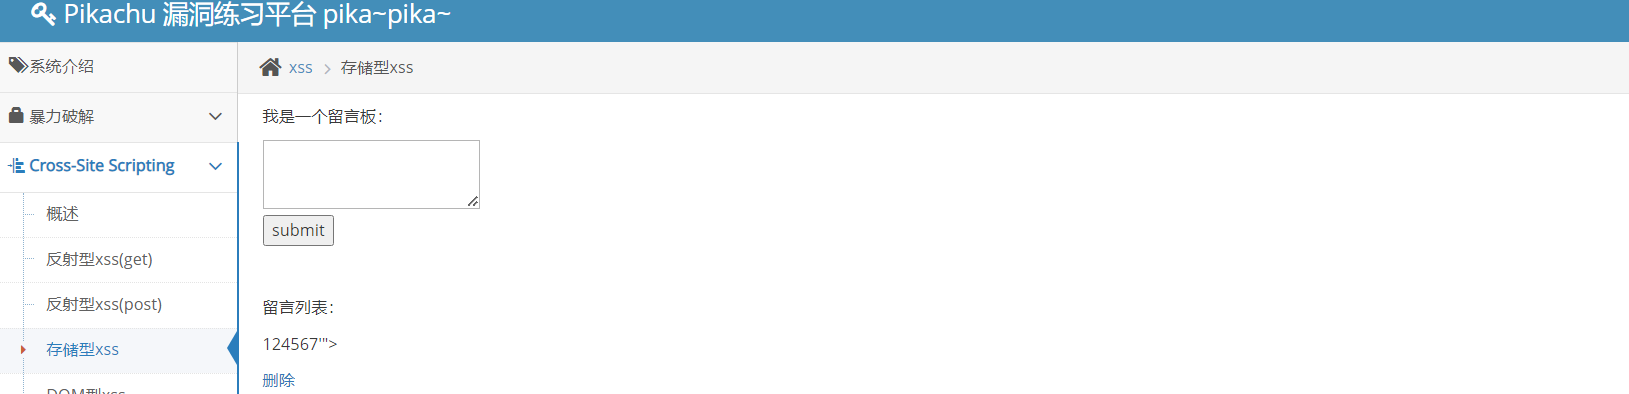 Pikachu 漏洞练习平台 pika~pika~
系统介绍
暴力破解
Cross-Site Scripting
概述
反射型xss(get)
反射型xss(post)
存储型xss
DOM型xss
xss > 存储型xss
我是一个留言板：
submit
留言列表：
124567'">
删除